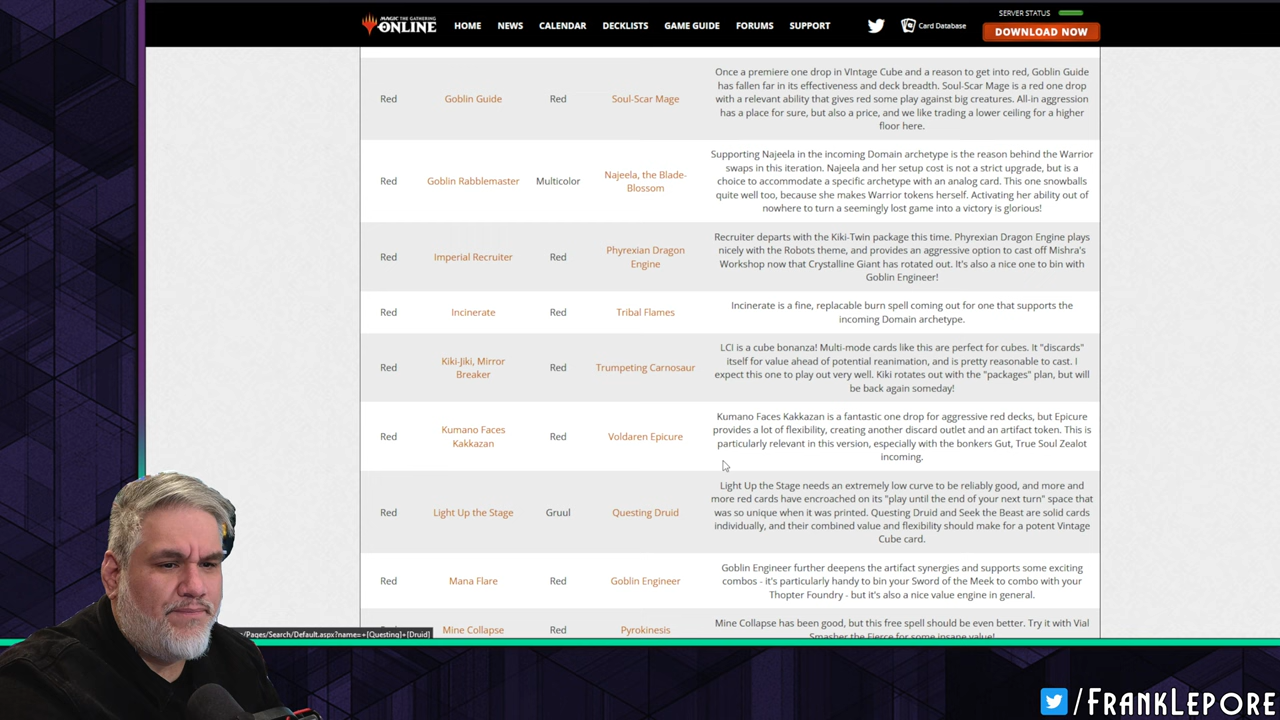 MAGIC THE GATHERING
ONLINE
HOME
NEWS
CALENDAR
DECKLISTS
GAME GUIDE
FORUMS
SUPPORT
Card Database
SERVER STATUS
DOWNLOAD NOW
Red
Goblin Guide
Red
Soul-Scar Mage
Once a premiere one drop in VIntage Cube and a reason to get into red, Goblin Guide
has fallen far in its effectiveness and deck breadth. Soul-Scar Mage is a red one drop
with a relevant ability that gives red some play against big creatures. All-in aggression
has a place for sure, but also a price, and we like trading a lower ceiling for a higher
floor here.
Red
Goblin Rabblemaster
Multicolor
Najeela, the Blade-
Blossom
Supporting Najeela in the incoming Domain archetype is the reason behind the Warrior
swaps in this iteration. Najeela and her setup cost is not a strict upgrade, but is a
choice to accommodate a specific archetype with an analog card. This one snowballs
quite well too, because she makes Warrior tokens herself. Activating her ability out of
nowhere to turn a seemingly lost game into a victory is glorious!
Red
Imperial Recruiter
Red
Phyrexian Dragon
Engine
Recruiter departs with the Kiki-Twin package this time. Phyrexian Dragon Engine plays
nicely with the Robots theme, and provides an aggressive option to cast off Mishra's
Workshop now that Crystalline Giant has rotated out. It's also a nice one to bin with
Goblin Engineer!
Red
Incinerate
Red
Tribal Flames
Incinerate is a fine, replacable burn spell coming out for one that supports the
incoming Domain archetype.
Red
Kiki-Jiki, Mirror
Breaker
Red
Trumpeting Carnosaur
LCI is a cube bonanza! Multi-mode cards like this are perfect for cubes. It "discards"
itself for value ahead of potential reanimation, and is pretty reasonable to cast. I
expect this one to play out very well. Kiki rotates out with the "packages" plan, but will
be back again someday!
Red
Kumano Faces
Kakkazan
Red
Voldaren Epicure
Kumano Faces Kakkazan is a fantastic one drop for aggressive red decks, but Epicure
provides a lot of flexibility, creating another discard outlet and an artifact token. This is
particularly relevant in this version, especially with the bonkers Gut, True Soul Zealot
incoming.
Red
Light Up the Stage
Gruul
Questing Druid
Light Up the Stage needs an extremely low curve to be reliably good, and more and
more red cards have encroached on its "play until the end of your next turn" space that
was so unique when it was printed. Questing Druid and Seek the Beast are solid cards
individually, and their combined value and flexibility should make for a potent Vintage
Cube card.
Red
Mana Flare
Red
Goblin Engineer
Goblin Engineer further deepens the artifact synergies and supports some exciting
combos - it's particularly handy to bin your Sword of the Meek to combo with your
Thopter Foundry - but it's also a nice value engine in general.
Red
Mine Collapse
Red
Pyrokinesis
Mine Collapse has been good, but this free spell should be even better. Try it with Vial
Smasher the Fierce for some insane value!
/Pages/Search/Default.aspx?name=+[Questing]+[Druid]
/FRANKLEPORE